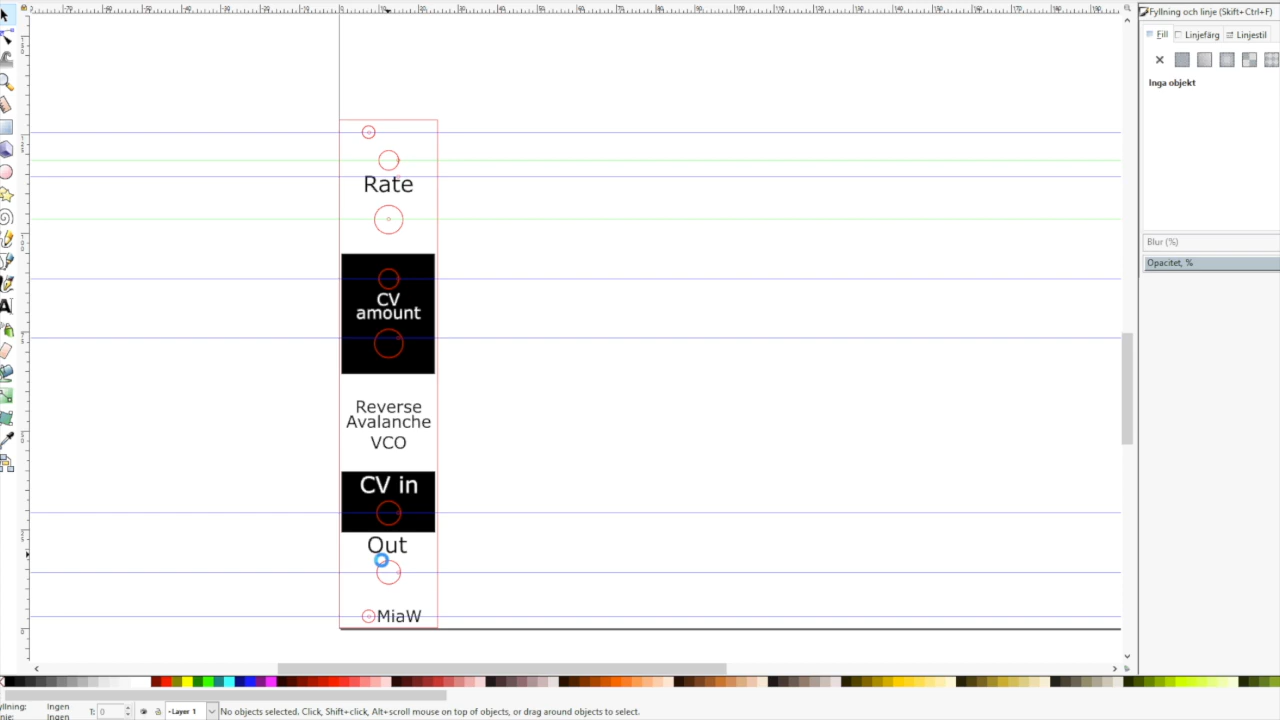 Fyllning och linje (Skift+Ctrl+F)
Fill Linjefärg Linjestil
Inga objekt
Blur (%)
Opacitet, %
Rate
CV
amount
Reverse
Avalanche
VCO
CV in
Out
MiaW
Ingen
Ingen
T: 0
Layer 1
No objects selected. Click, Shift+click, Alt+scroll mouse on top of objects, or drag around objects to select.